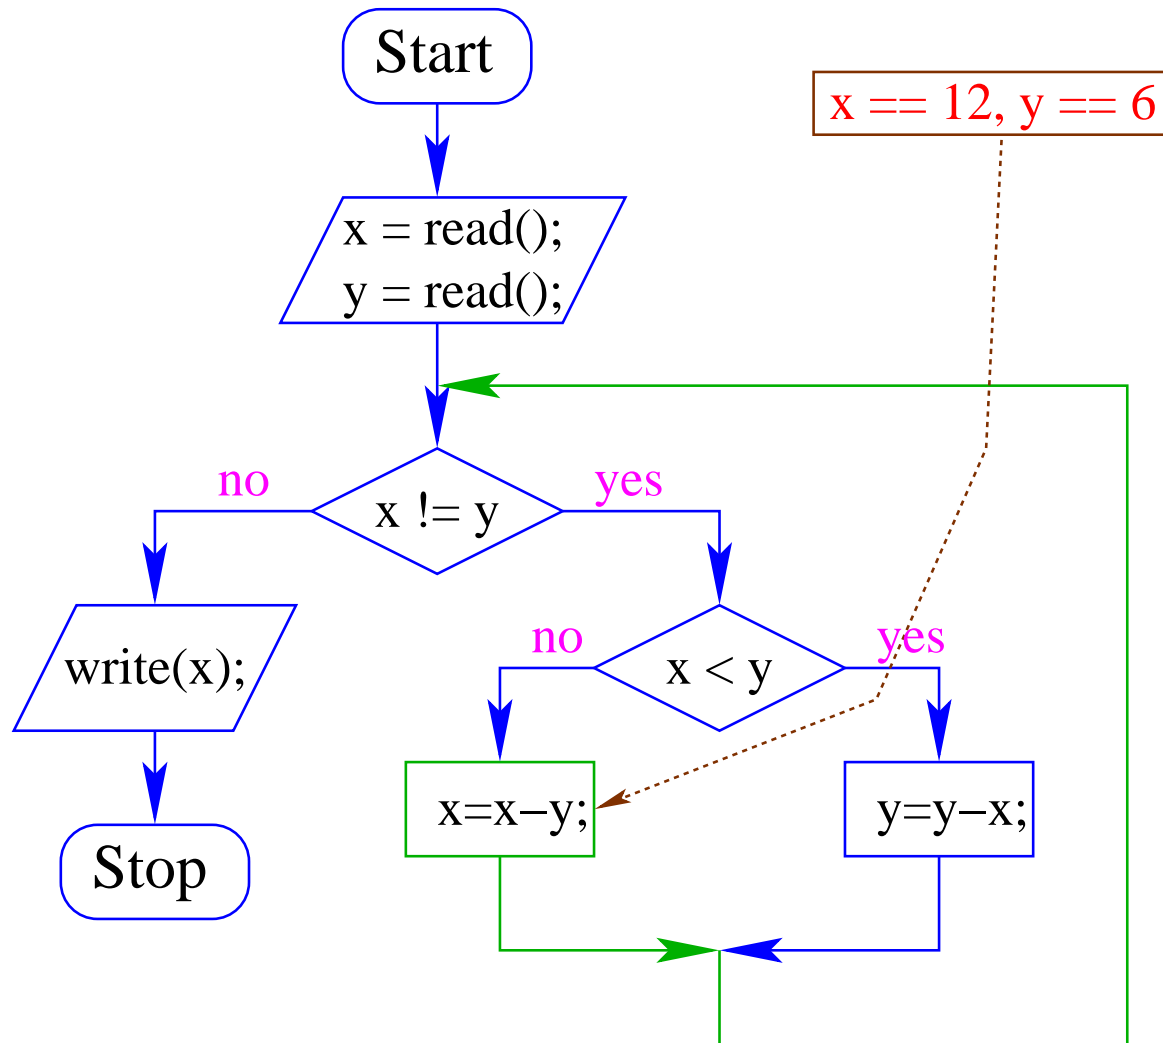 Start
x == 12, y == 6
x = read();
y = read();
no
yes
x != y
no
yes
write(x);
x < y
x=x−y;
y=y−x;
Stop